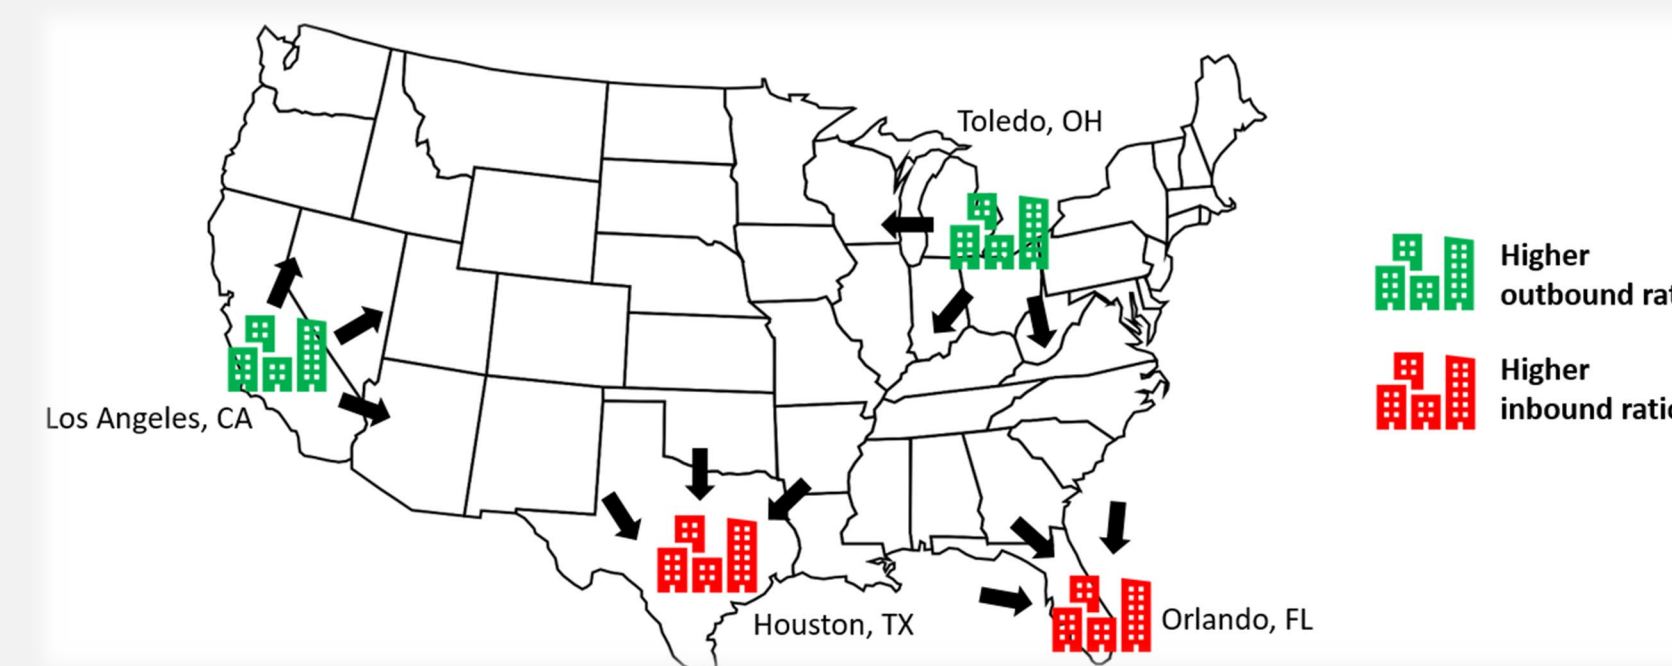 Toledo, OH
Higher
outbound
Higher
inbound
Los Angeles, CA
Houston, TX
Orlando, FL